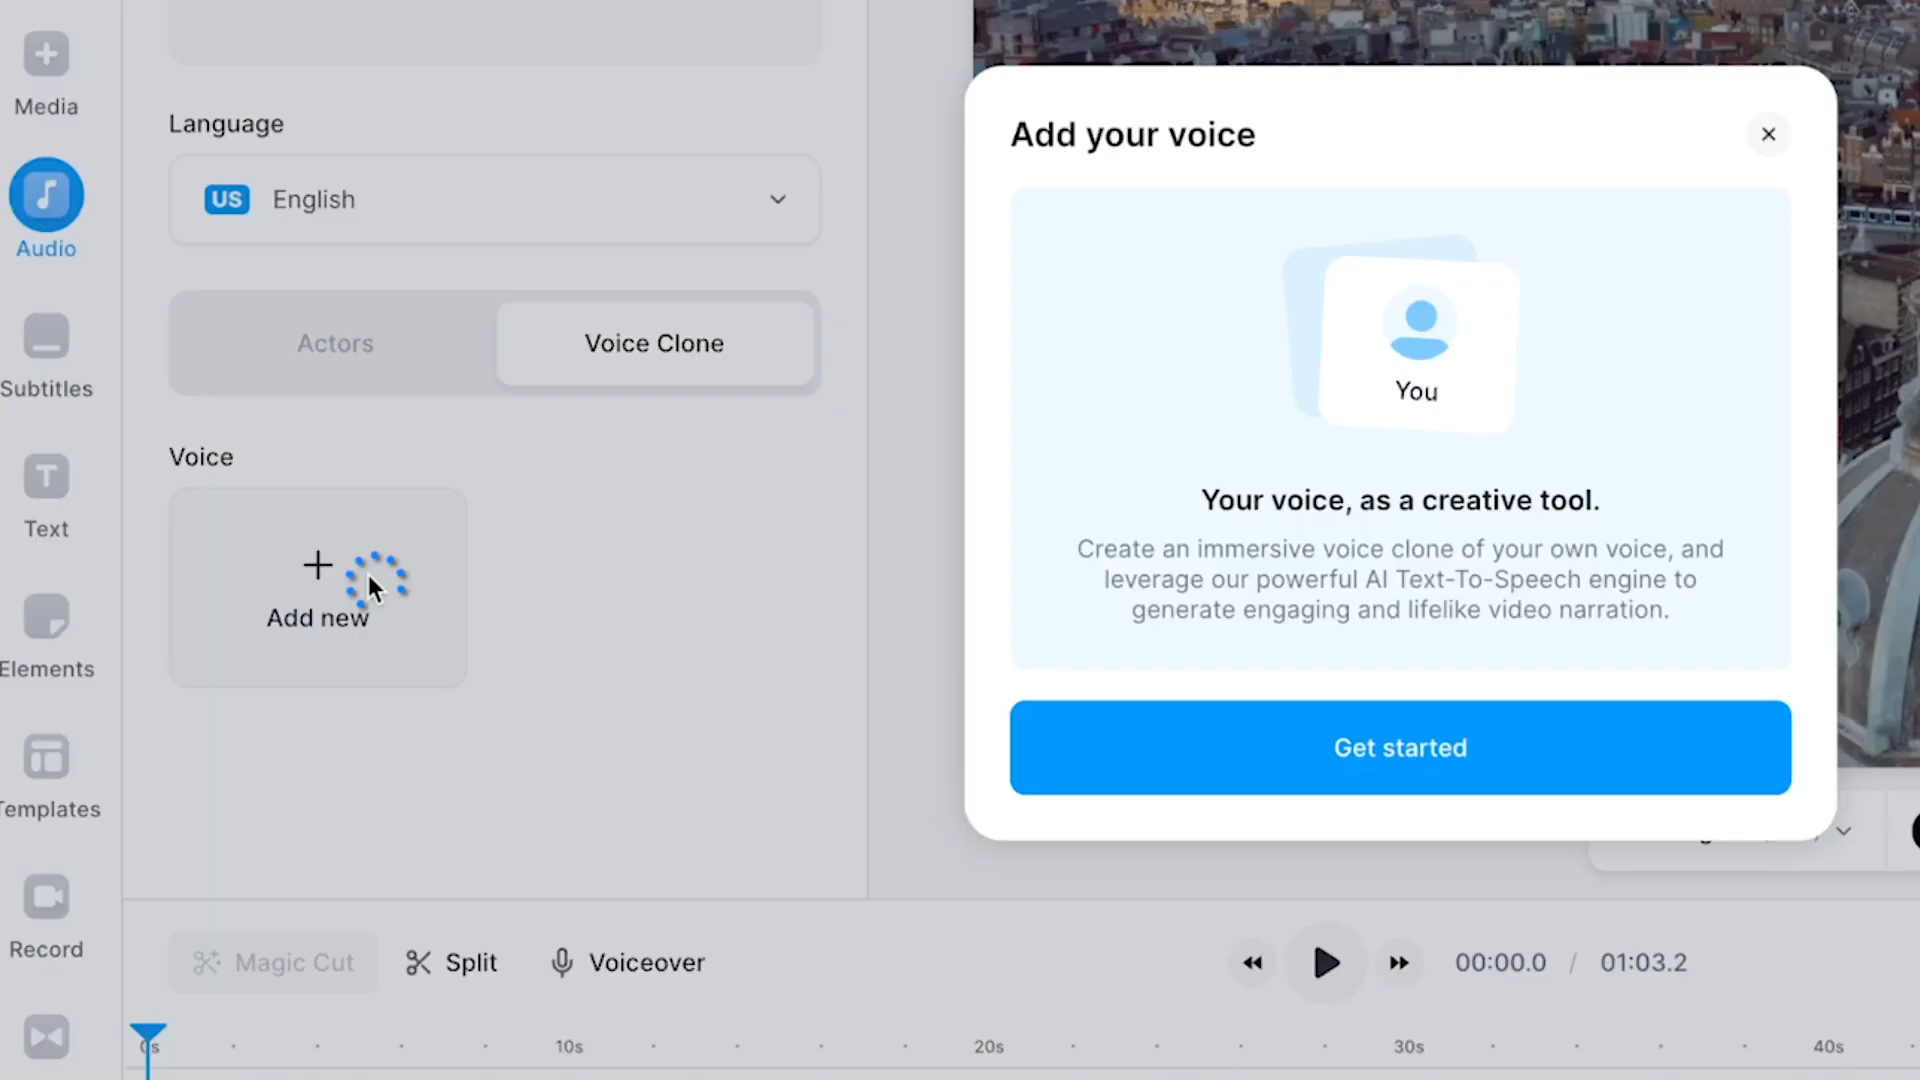 Media
Audio
Subtitles
Text
Elements
Templates
Record
Language
US English
Actors
Voice Clone
Voice
Add new
Add your voice
You
Your voice, as a creative tool.
Create an immersive voice clone of your own voice, and
leverage our powerful AI Text-To-Speech engine to
generate engaging and lifelike video narration.
Get started
Magic Cut
Split
Voiceover
00:00.0 / 01:03.2
0s
10s
20s
30s
40s